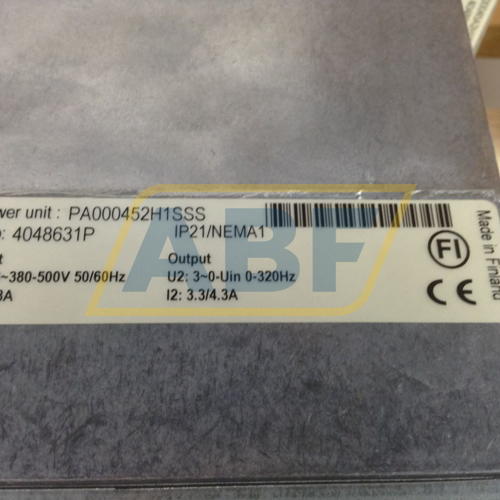 wer unit : PA000452H1SSS
: 4048631P IP21/NEMA1
t Output
~380-500V 50/60Hz U2: 3~0-Uin 0-320Hz
3A I2: 3.3/4.3A
FI
CE
Made in Finland
ABF